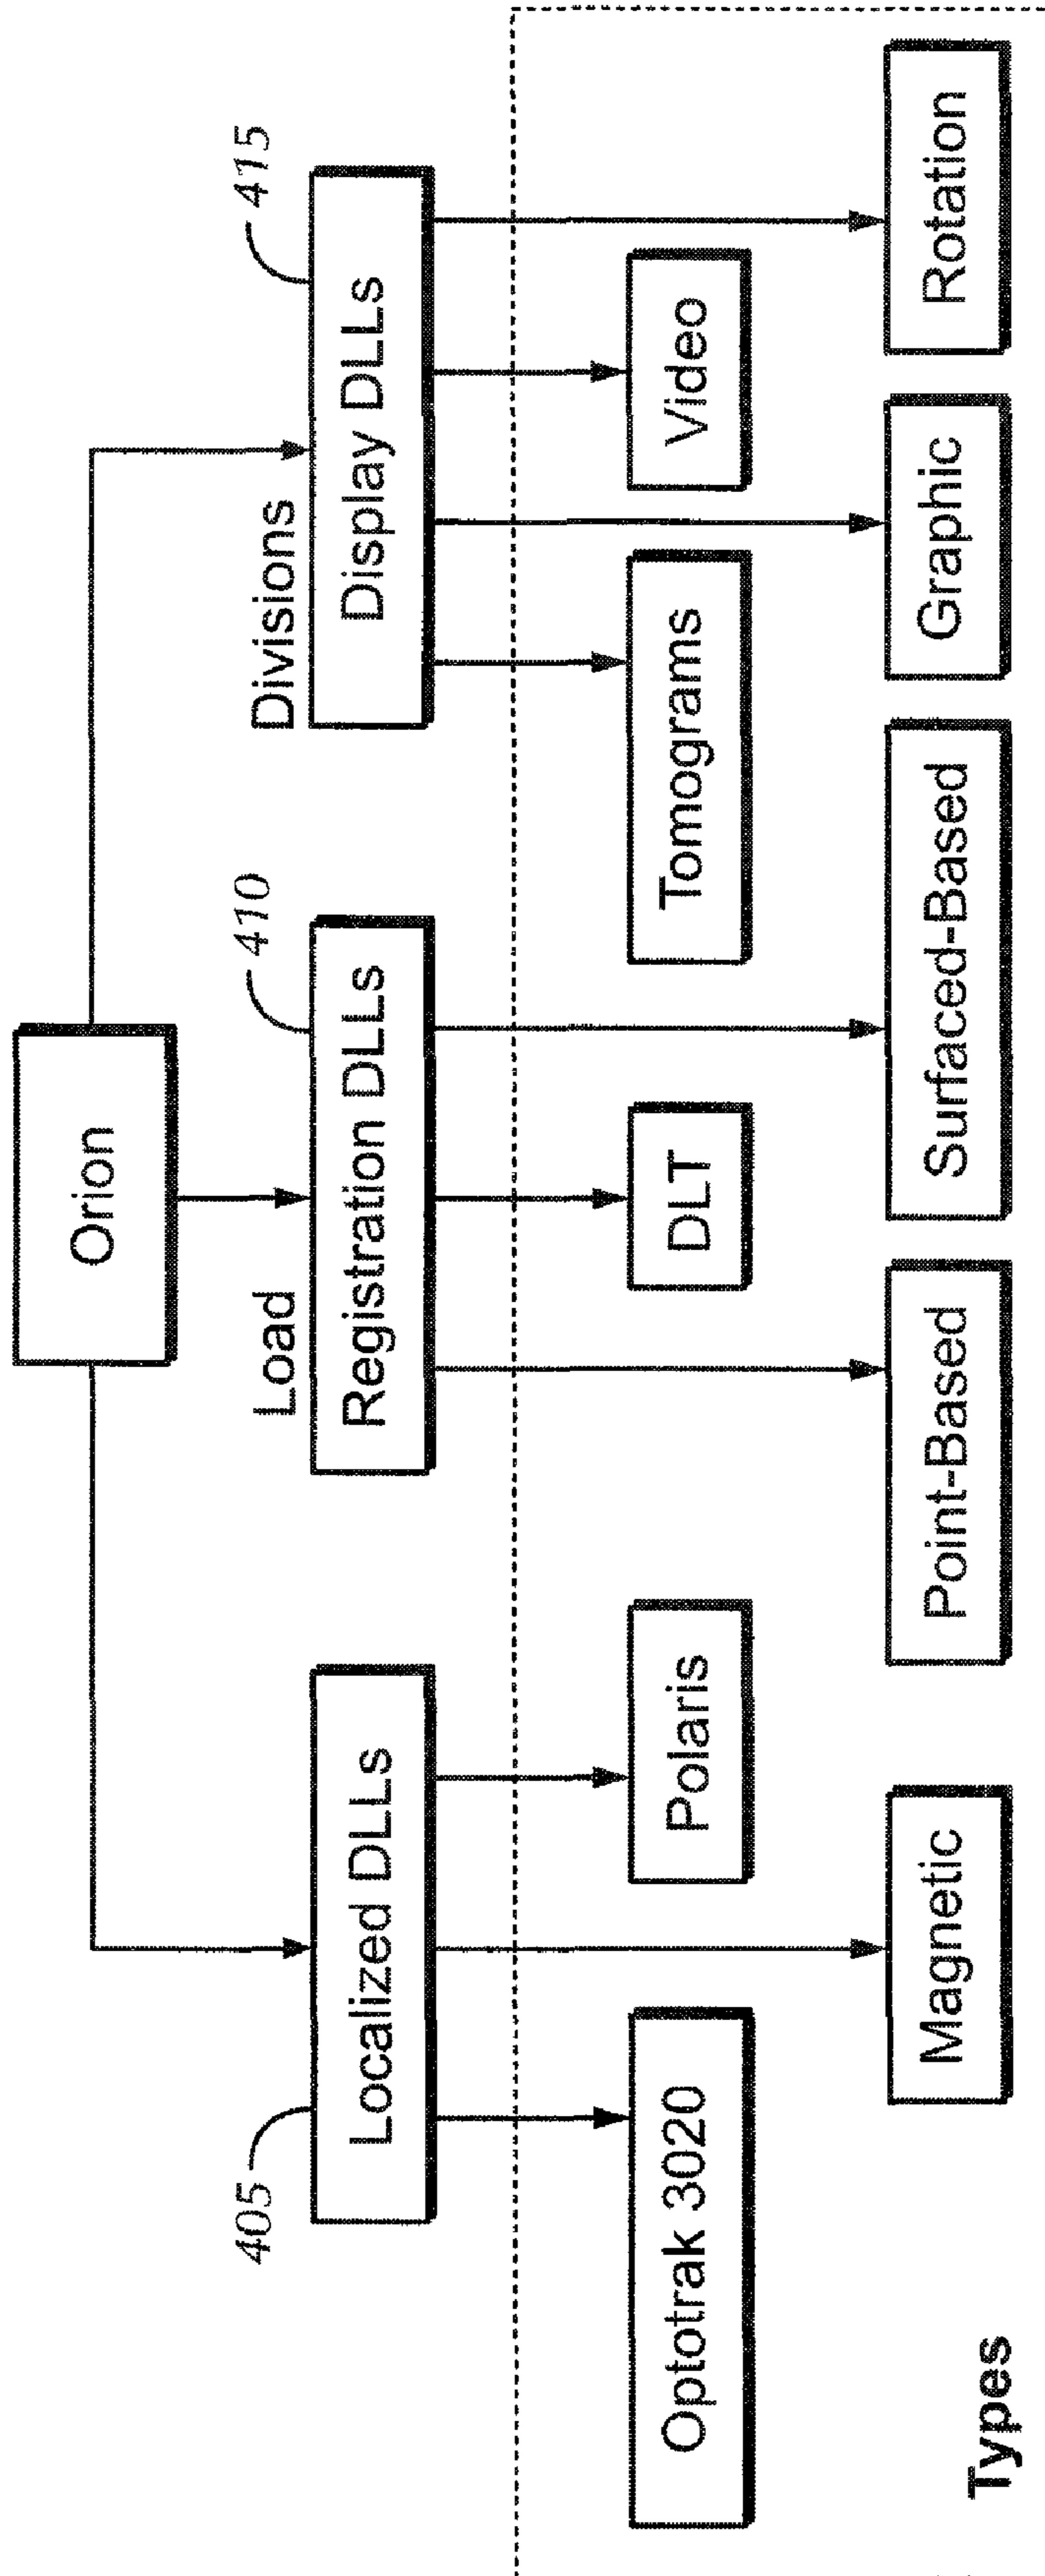 Orion
Load
Divisions
405
410
415
Localized DLLs
Registration DLLs
Display DLLs
Optotrak 3020
Polaris
DLT
Tomograms
Video
Magnetic
Point-Based
Surfaced-Based
Graphic
Rotation
Types